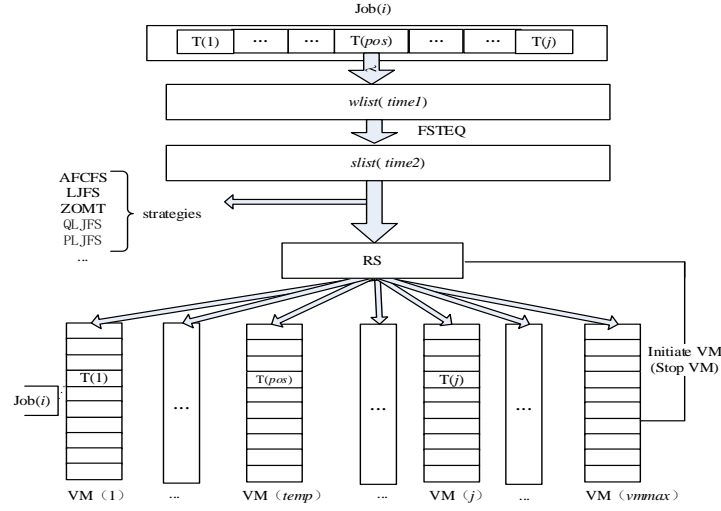 Job(i)
T(1) ... ... T(pos) ... ... T(j)
λ
wlist( time1)
FSTEQ
slist( time2)
AFCFS
LJFS
ZOMT
QLJFS
PLJFS
...
strategies
RS
Initiate VM
(Stop VM)
T(1) ... T(pos) ... T(j) ...
Job(i)
VM（1） ... VM（temp） ... VM（j） ... VM（vmmax）